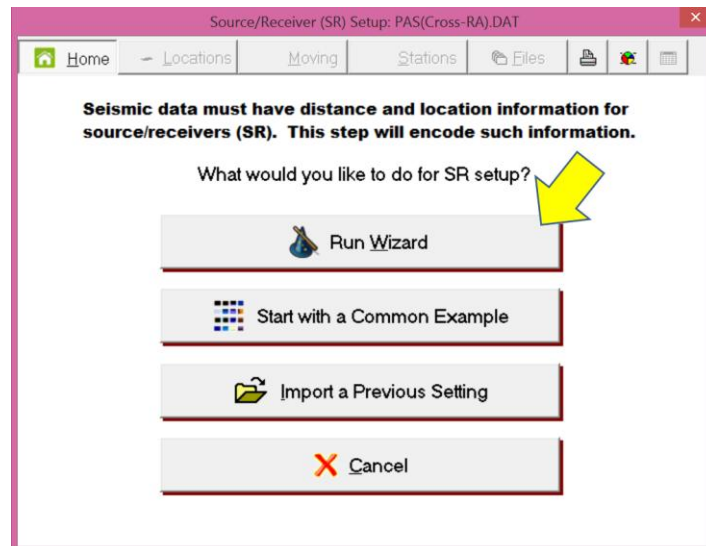 Source/Receiver (SR) Setup: PAS(Cross-RA).DAT
Home Locations Moving Stations Files
Seismic data must have distance and location information for
source/receivers (SR). This step will encode such information.
What would you like to do for SR setup?
Run Wizard
Start with a Common Example
Import a Previous Setting
Cancel